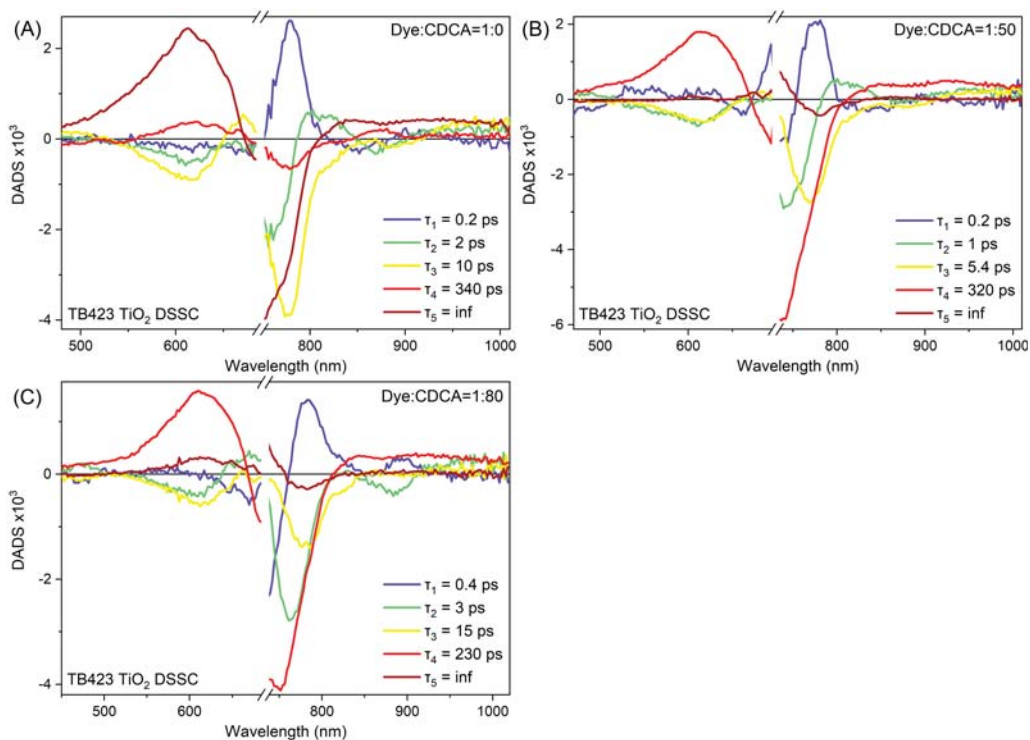 (A)
Dye:CDCA=1:0
2
0
-2
-4
DADS x10³
τ₁ = 0.2 ps
τ₂ = 2 ps
τ₃ = 10 ps
τ₄ = 340 ps
τ₅ = inf
TB423 TiO₂ DSSC
500 600 800 900 1000
Wavelength (nm)
(B)
Dye:CDCA=1:50
2
0
-2
-4
-6
DADS x10³
τ₁ = 0.2 ps
τ₂ = 1 ps
τ₃ = 5.4 ps
τ₄ = 320 ps
τ₅ = inf
TB423 TiO₂ DSSC
500 600 700 800 900 1000
Wavelength (nm)
(C)
Dye:CDCA=1:80
0
-2
-4
DADS x10³
τ₁ = 0.4 ps
τ₂ = 3 ps
τ₃ = 15 ps
τ₄ = 230 ps
τ₅ = inf
TB423 TiO₂ DSSC
500 600 700 800 900 1000
Wavelength (nm)